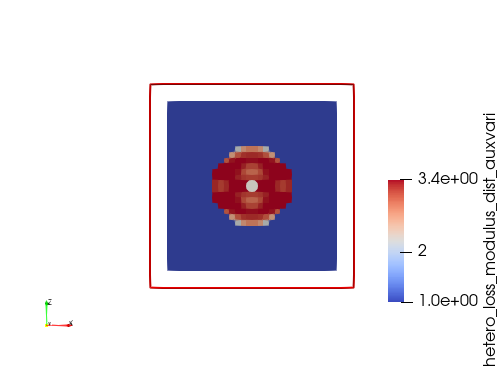 3.4e+00
2
1.0e+00
hetero_loss_modulus_dist_auxvari
Z
Y
X